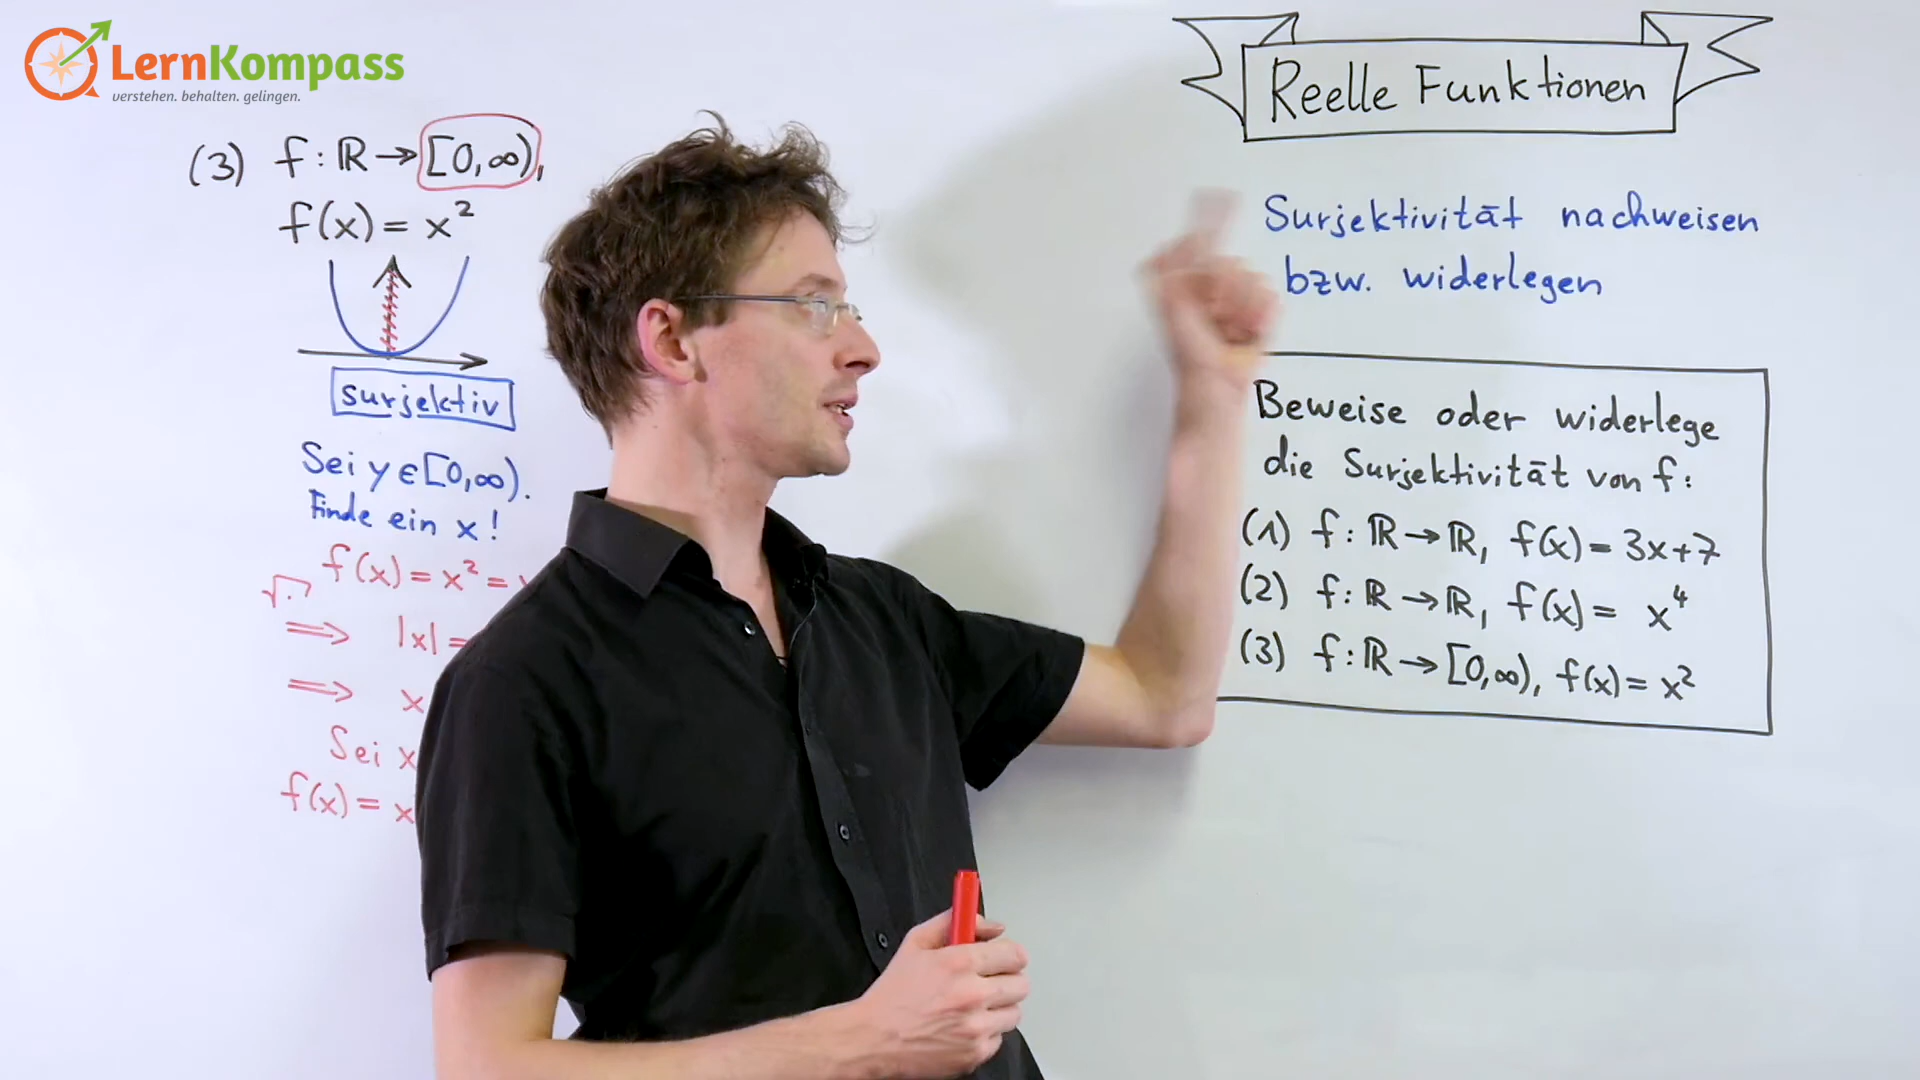 LernKompass
verstehen. behalten. gelingen.
(3) f : ℝ → [0,∞),
f(x) = x²
surjektiv
Sei y ∈ [0,∞).
Finde ein x!
f(x) = x² =
√.
⟹ |x| =
⟹ x
Sei x
f(x) = x
Reelle Funktionen
Surjektivität nachweisen
bzw. widerlegen
Beweise oder widerlege
die Surjektivität von f:
(1) f : ℝ → ℝ, f(x) = 3x+7
(2) f : ℝ → ℝ, f(x) = x⁴
(3) f : ℝ → [0,∞), f(x) = x²